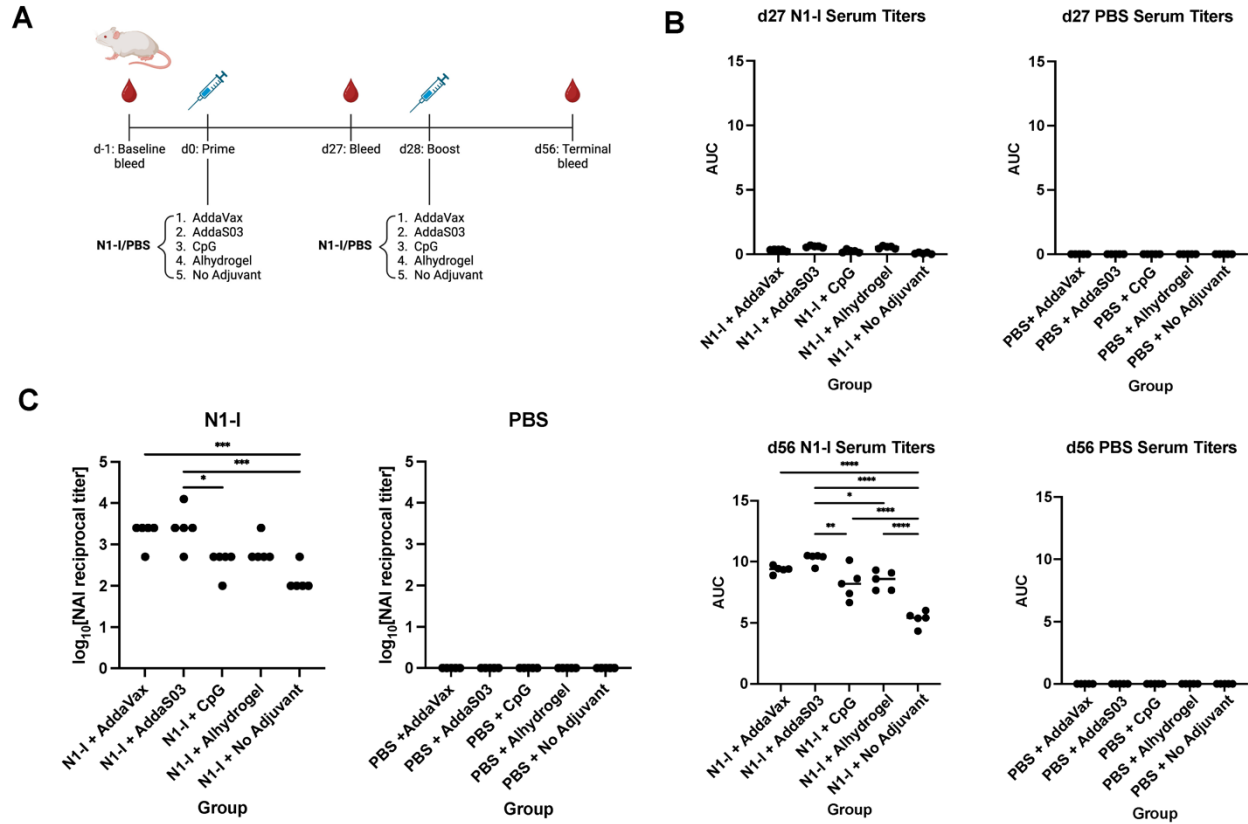 A
d-1: Baseline
bleed
d0: Prime
d27: Bleed
d28: Boost
d56: Terminal
bleed
N1-I/PBS
1. AddaVax
2. AddaS03
3. CpG
4. Alhydrogel
5. No Adjuvant
N1-I/PBS
1. AddaVax
2. AddaS03
3. CpG
4. Alhydrogel
5. No Adjuvant
B
d27 N1-I Serum Titers
AUC
15
10
5
0
N1-I + AddaVax
N1-I + AddaS03
N1-I + CpG
N1-I + Alhydrogel
N1-I + No Adjuvant
Group
d27 PBS Serum Titers
AUC
15
10
5
0
PBS+ AddaVax
PBS + AddaS03
PBS + CpG
PBS + Alhydrogel
PBS + No Adjuvant
Group
d56 N1-I Serum Titers
****
****
*
****
**
****
AUC
15
10
5
0
N1-I + AddaVax
N1-I + AddaS03
N1-I + CpG
N1-I + Alhydrogel
N1-I + No Adjuvant
Group
d56 PBS Serum Titers
AUC
15
10
5
0
PBS + AddaVax
PBS + AddaS03
PBS + CpG
PBS + Alhydrogel
PBS + No Adjuvant
Group
C
N1-I
***
***
*
log10[NAI reciprocal titer]
5
4
3
2
1
0
N1-I + AddaVax
N1-I + AddaS03
N1-I + CpG
N1-I + Alhydrogel
N1-I + No Adjuvant
Group
PBS
log10[NAI reciprocal titer]
5
4
3
2
1
0
PBS +AddaVax
PBS + AddaS03
PBS + CpG
PBS + Alhydrogel
PBS + No Adjuvant
Group